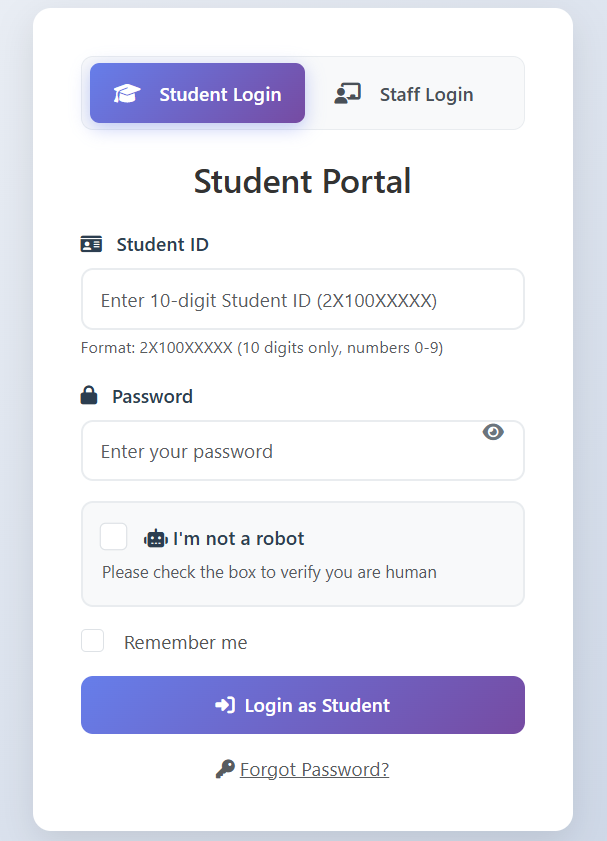 Student Login Staff Login
Student Portal
Student ID
Enter 10-digit Student ID (2X100XXXXX)
Format: 2X100XXXXX (10 digits only, numbers 0-9)
Password
Enter your password
I'm not a robot
Please check the box to verify you are human
Remember me
Login as Student
Forgot Password?